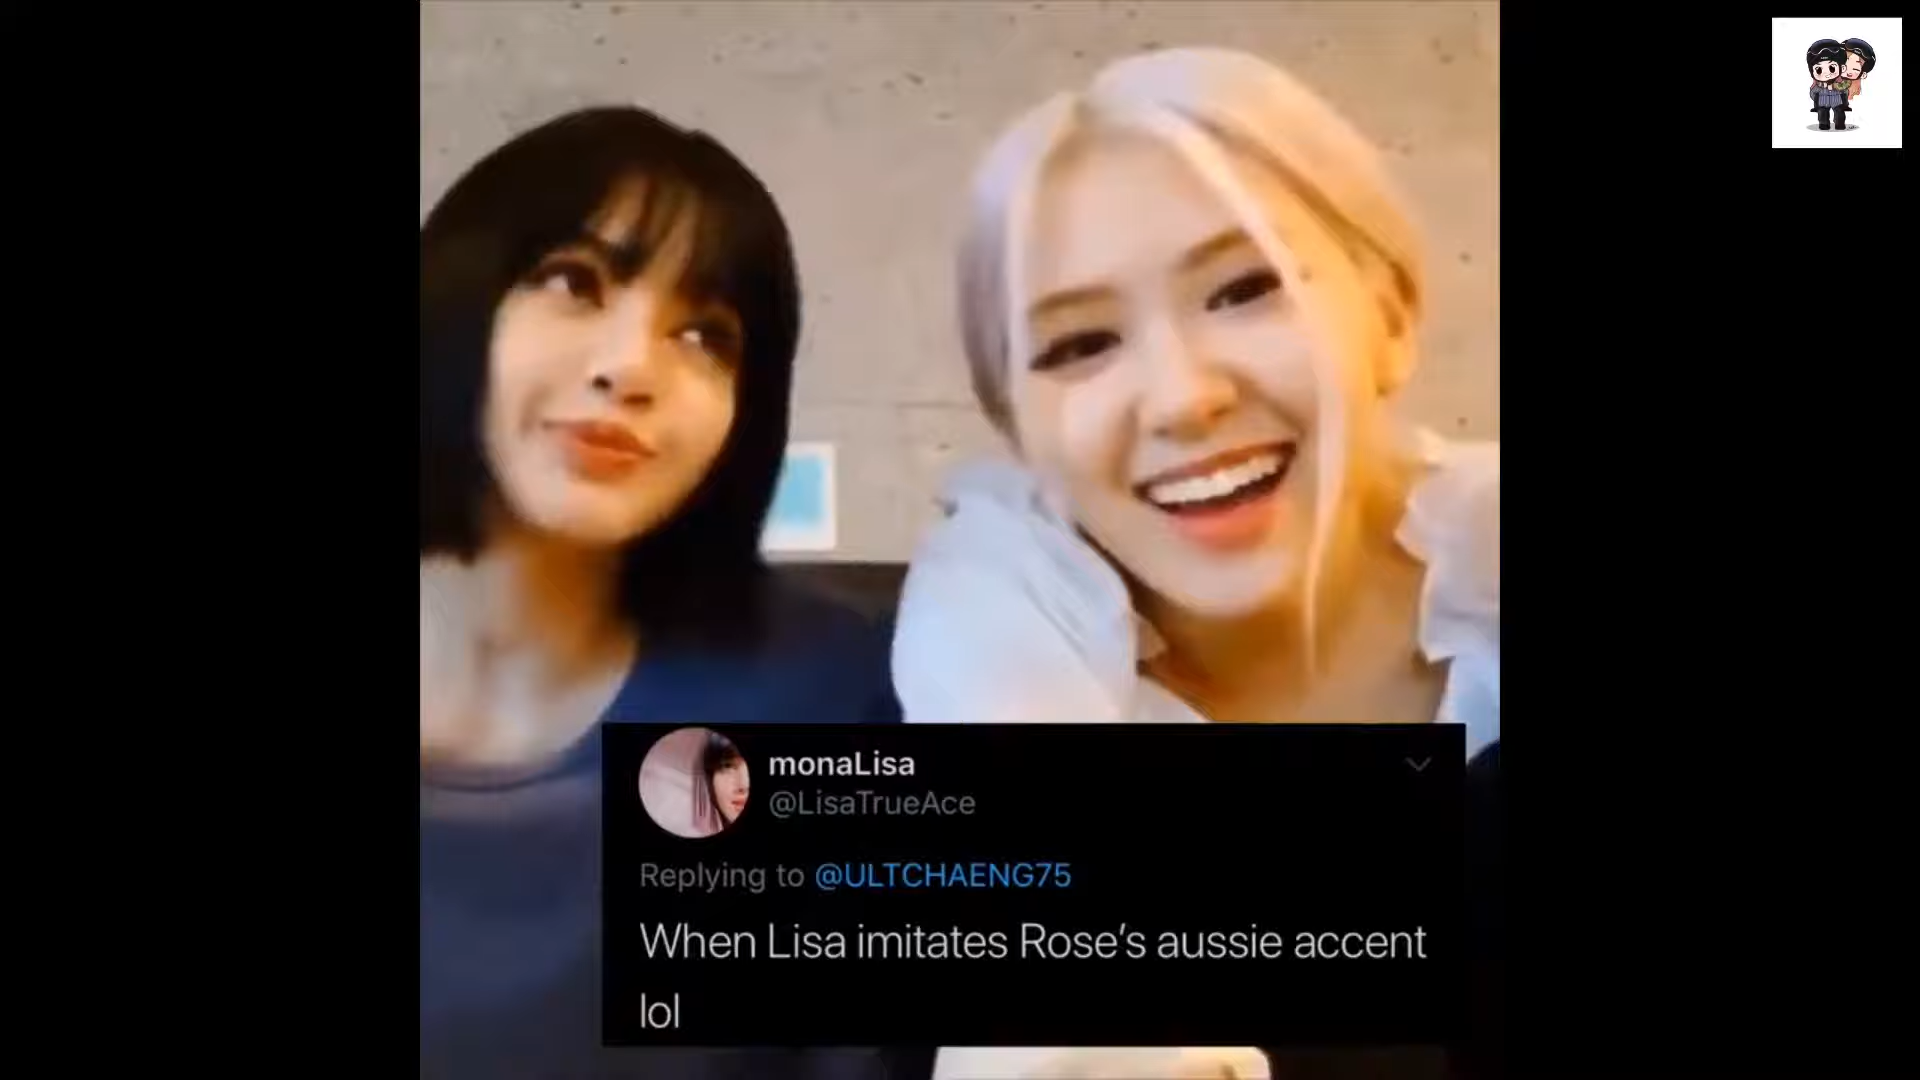 monaLisa
@LisaTrueAce
Replying to @ULTCHAENG75
When Lisa imitates Rose's aussie accent
lol